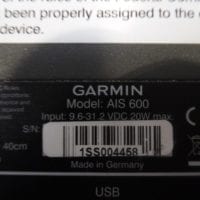 been properly assigned to the
device.
GARMIN
Model: AIS 600
Input: 9.6-31.2 VDC 20W max.
conditions.
S/N:
1SS004458
40cm
Made in Germany
USB